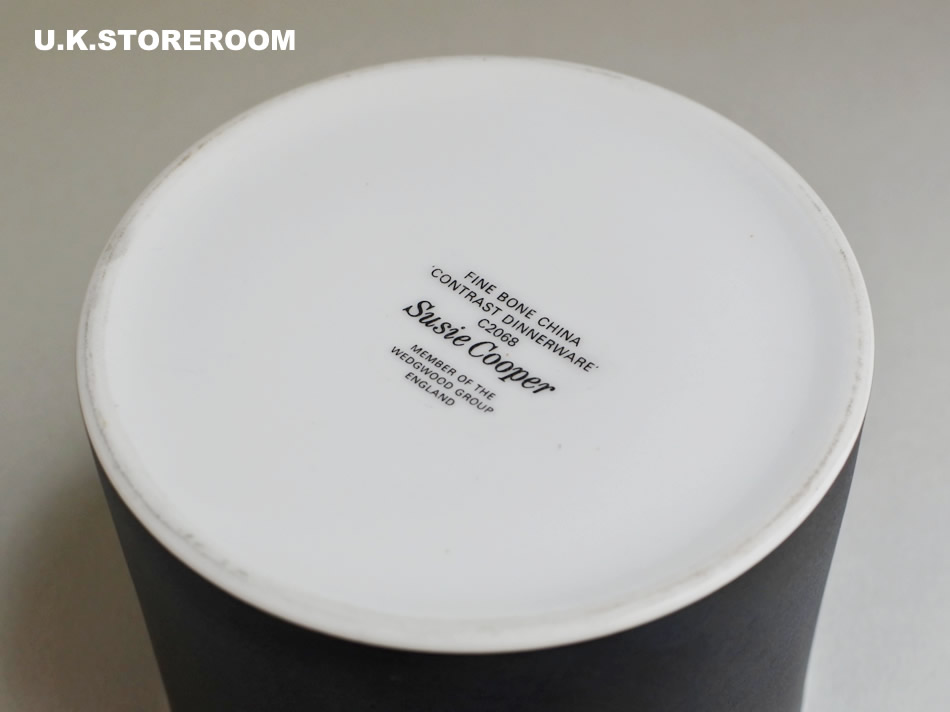 U.K.STOREROOM
FINE BONE CHINA
'CONTRAST DINNERWARE'
C2068
Susie Cooper
MEMBER OF THE
WEDGWOOD GROUP
ENGLAND